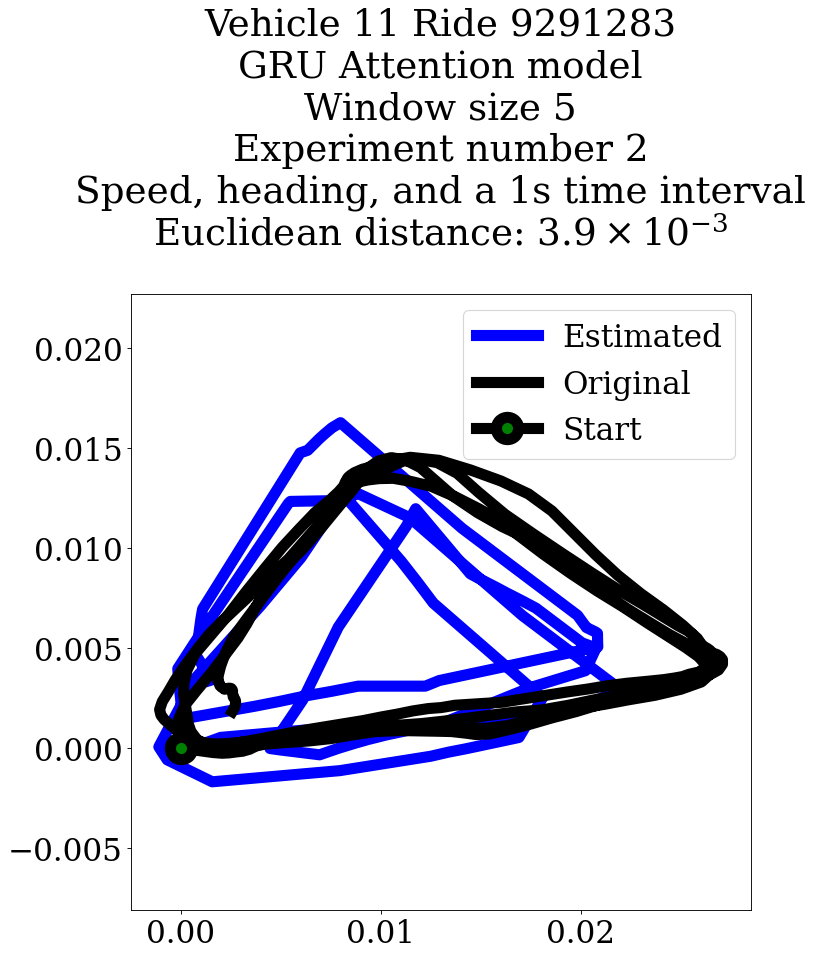 Vehicle 11 Ride 9291283
GRU Attention model
Window size 5
Experiment number 2
Speed, heading, and a 1s time interval
Euclidean distance: 3.9 × 10⁻³
Estimated
Original
Start
0.020
0.015
0.010
0.005
0.000
−0.005
0.00 0.01 0.02